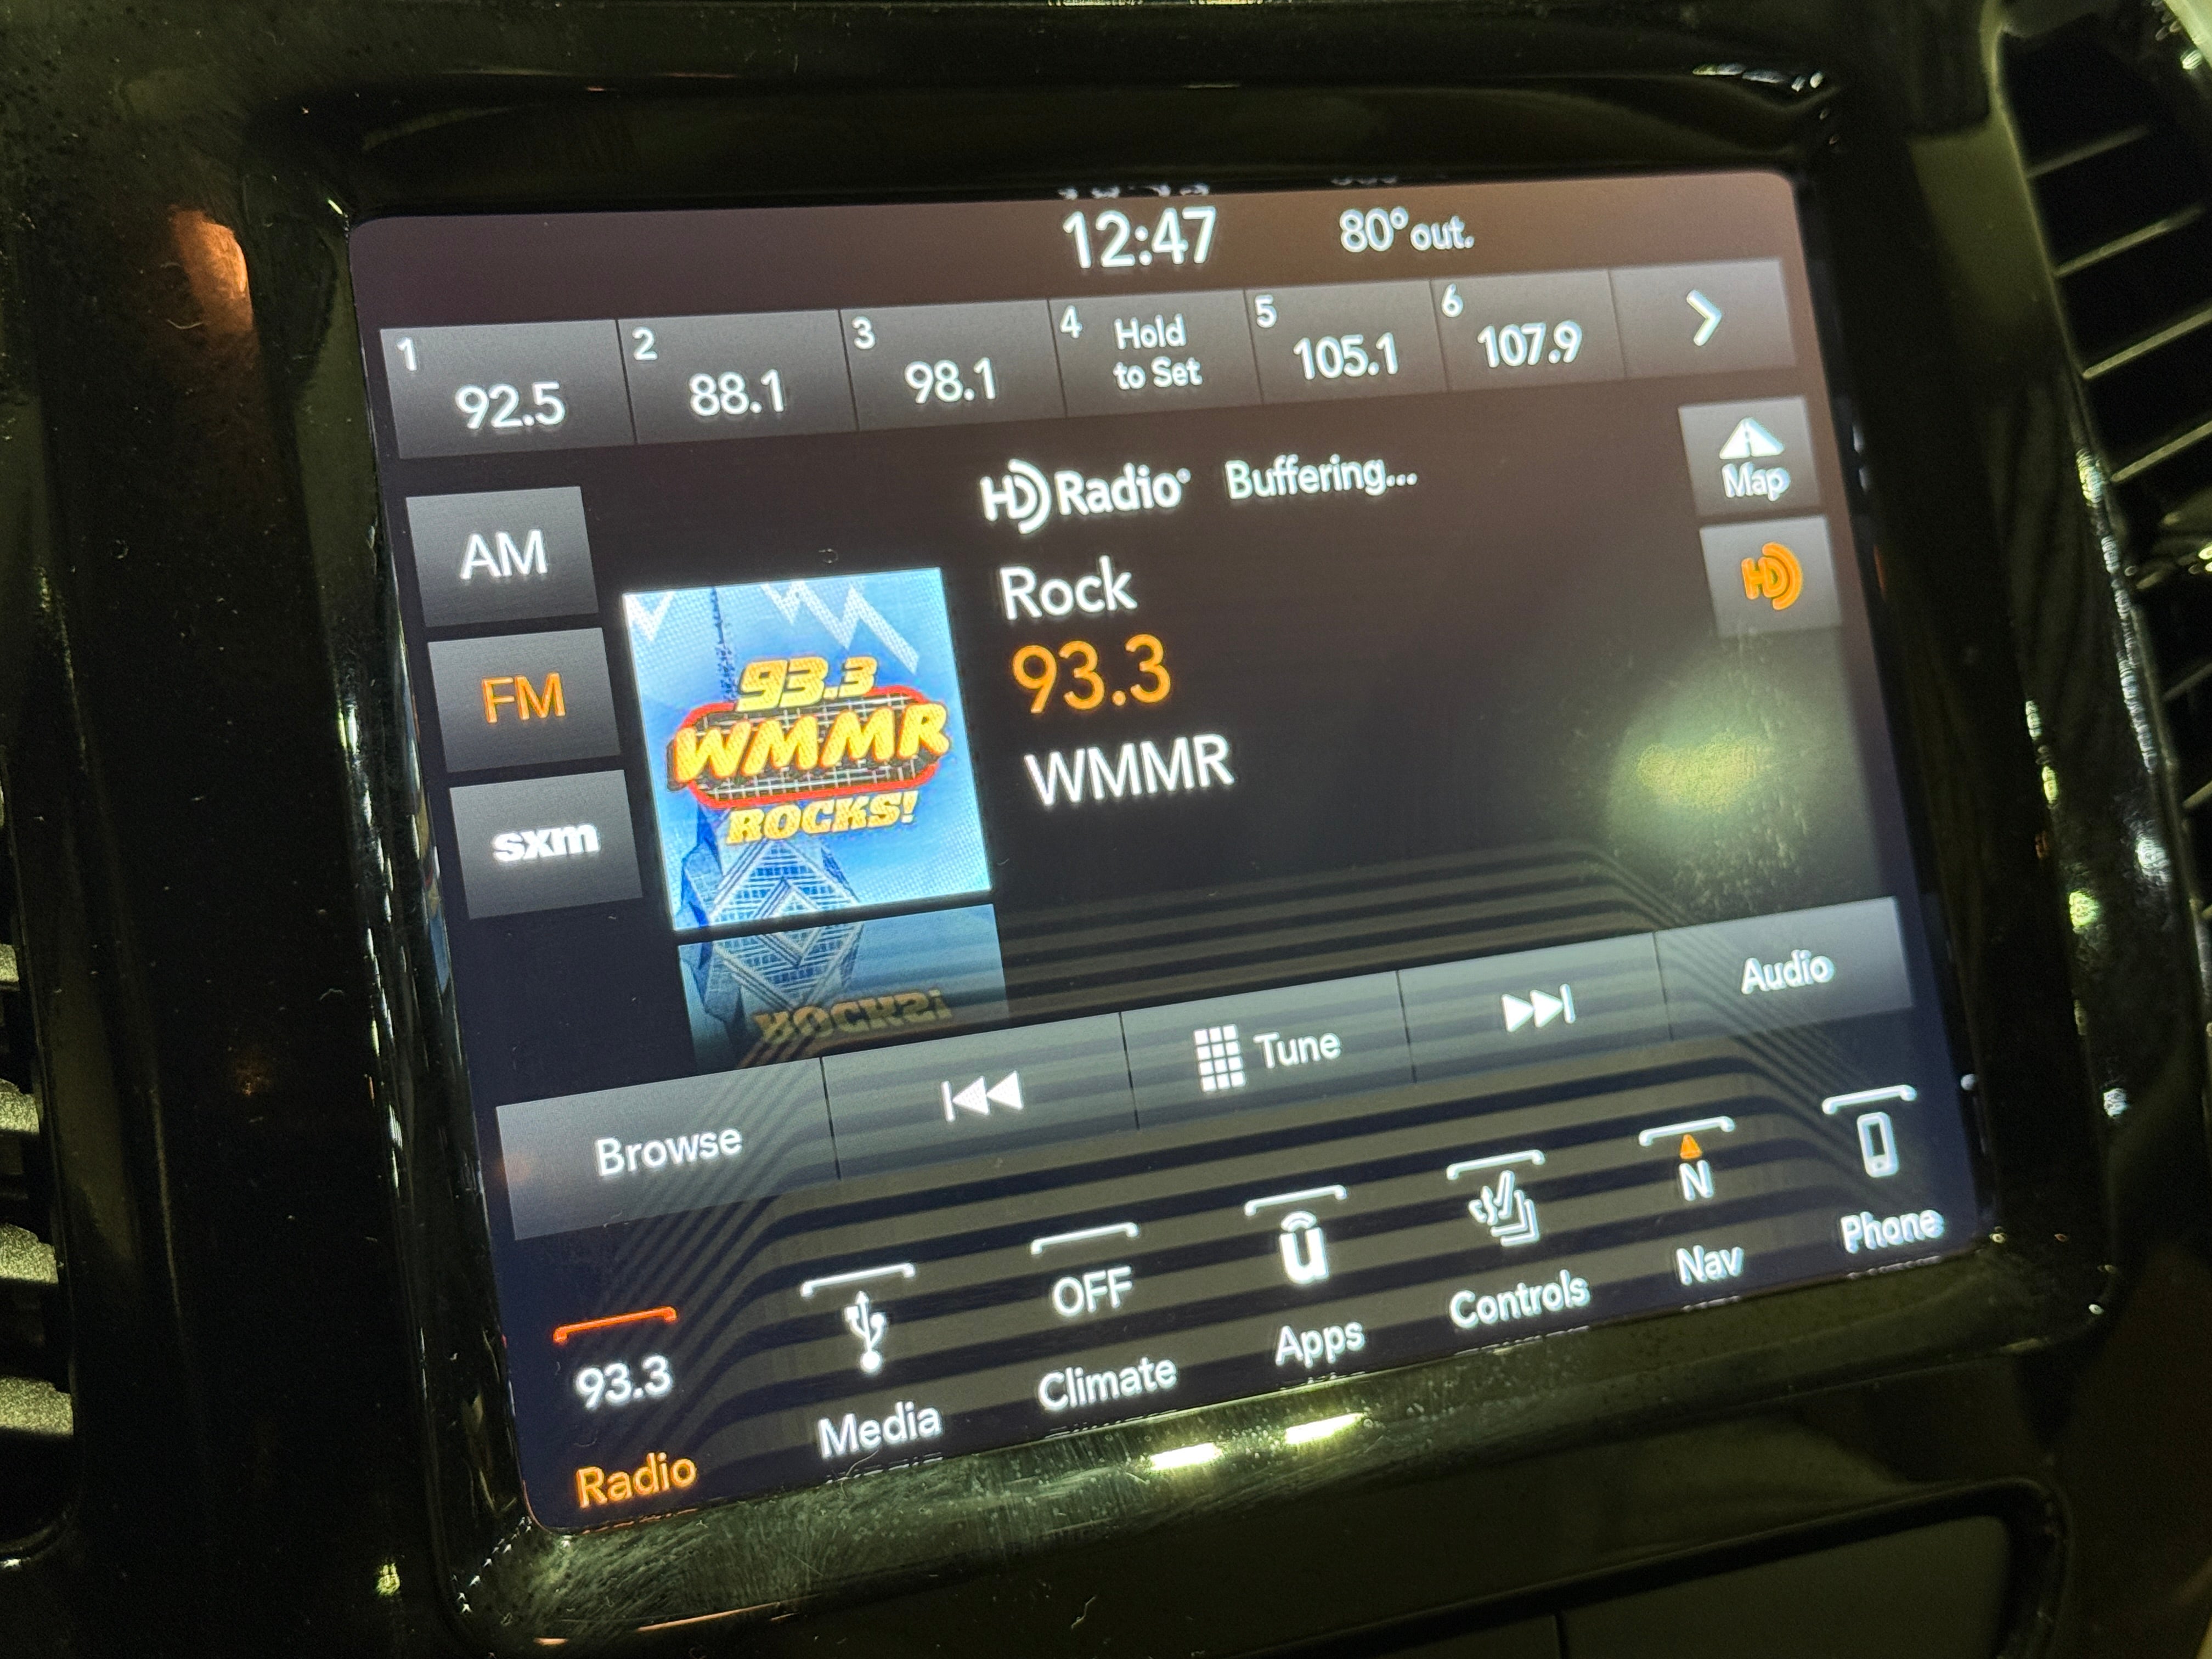 12:47 80° out.
1 92.5
2 88.1
3 98.1
4 Hold to Set
5 105.1
6 107.9
AM
FM
sxm
HD Radio Buffering...
Rock
93.3
WMMR
93.3
WMMR
ROCKS!
Map
HD
Browse
Tune
Audio
93.3
Radio
Media
OFF
Climate
u
Apps
Controls
N
Nav
Phone